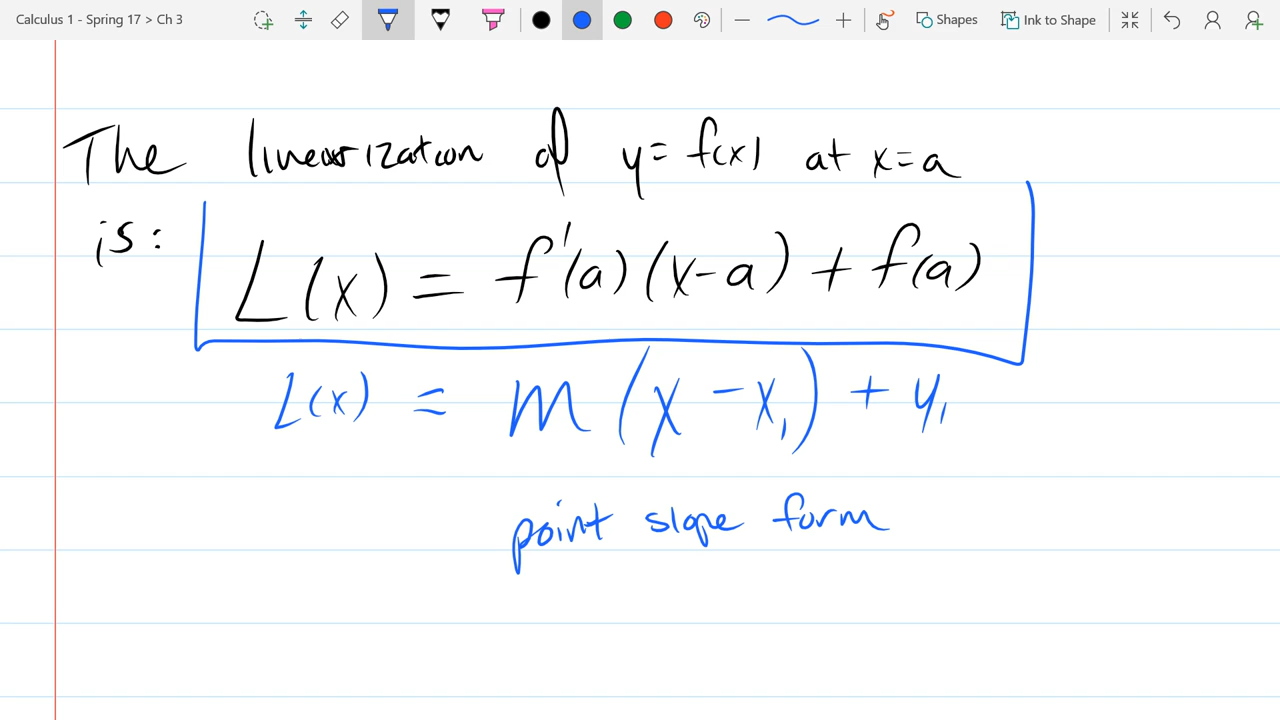 Calculus 1 - Spring 17 > Ch 3 Shapes Ink to Shape
The linearization of y = f(x) at x = a
is:
L(x) = f'(a)(x-a) + f(a)
L(x) = m(x - x₁) + y₁
point slope form